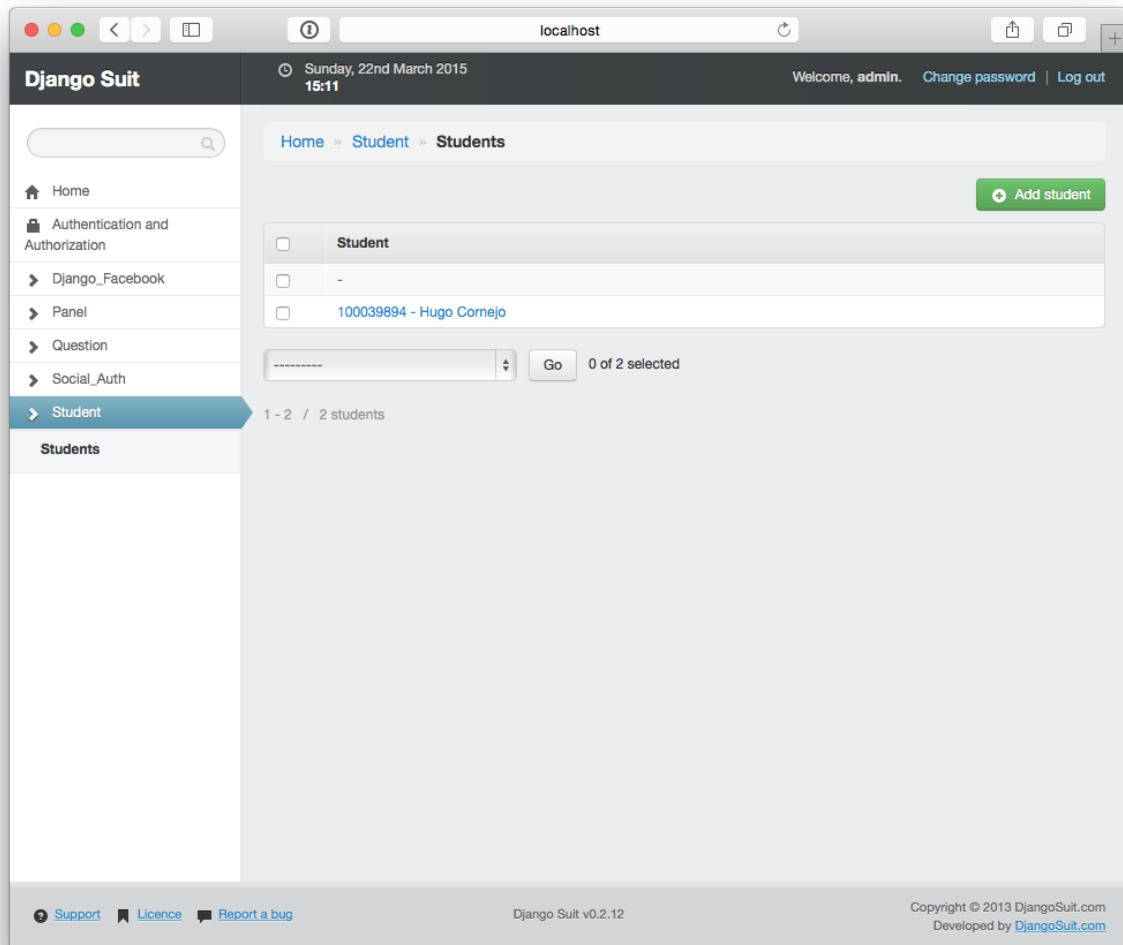 localhost
Django Suit
Sunday, 22nd March 2015
15:11
Welcome, admin. Change password | Log out
Home » Student » Students
Home
Authentication and
Authorization
Django_Facebook
Panel
Question
Social_Auth
Student
Students
Add student
Student
-
100039894 - Hugo Cornejo
---------
Go
0 of 2 selected
1 - 2 / 2 students
Support
Licence
Report a bug
Django Suit v0.2.12
Copyright © 2013 DjangoSuit.com
Developed by DjangoSuit.com